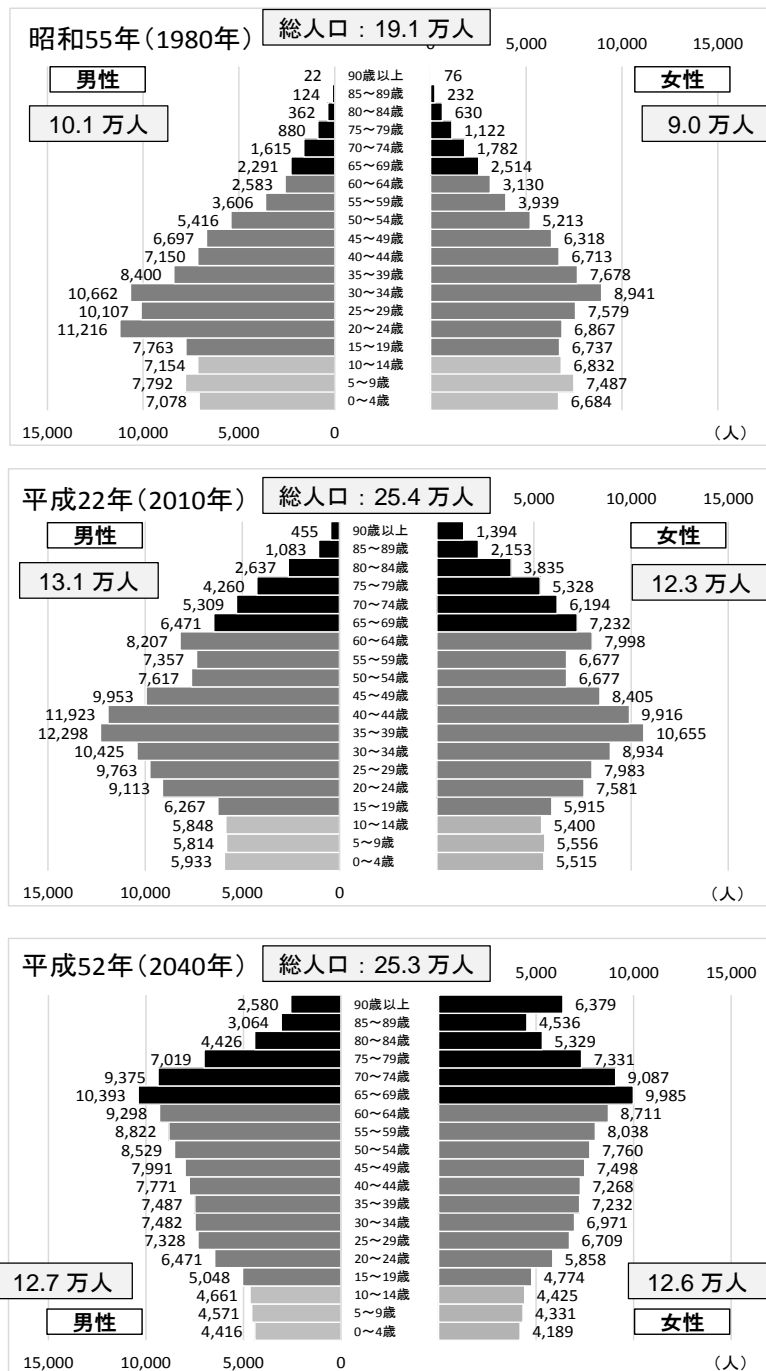 昭和55年（1980年）
総人口：19.1 万人
0 5,000 10,000 15,000
男性
女性
10.1 万人
9.0 万人
22 90歳以上 76
124 85～89歳 232
362 80～84歳 630
880 75～79歳 1,122
1,615 70～74歳 1,782
2,291 65～69歳 2,514
2,583 60～64歳 3,130
3,606 55～59歳 3,939
5,416 50～54歳 5,213
6,697 45～49歳 6,318
7,150 40～44歳 6,713
8,400 35～39歳 7,678
10,662 30～34歳 8,941
10,107 25～29歳 7,579
11,216 20～24歳 6,867
7,763 15～19歳 6,737
7,154 10～14歳 6,832
7,792 5～9歳 7,487
7,078 0～4歳 6,684
15,000 10,000 5,000 0 （人）
平成22年（2010年）
総人口：25.4 万人
5,000 10,000 15,000
男性
女性
13.1 万人
12.3 万人
455 90歳以上 1,394
1,083 85～89歳 2,153
2,637 80～84歳 3,835
4,260 75～79歳 5,328
5,309 70～74歳 6,194
6,471 65～69歳 7,232
8,207 60～64歳 7,998
7,357 55～59歳 6,677
7,617 50～54歳 6,677
9,953 45～49歳 8,405
11,923 40～44歳 9,916
12,298 35～39歳 10,655
10,425 30～34歳 8,934
9,763 25～29歳 7,983
9,113 20～24歳 7,581
6,267 15～19歳 5,915
5,848 10～14歳 5,400
5,814 5～9歳 5,556
5,933 0～4歳 5,515
15,000 10,000 5,000 0 （人）
平成52年（2040年）
総人口：25.3 万人
5,000 10,000 15,000
2,580 90歳以上 6,379
3,064 85～89歳 4,536
4,426 80～84歳 5,329
7,019 75～79歳 7,331
9,375 70～74歳 9,087
10,393 65～69歳 9,985
9,298 60～64歳 8,711
8,822 55～59歳 8,038
8,529 50～54歳 7,760
7,991 45～49歳 7,498
7,771 40～44歳 7,268
7,487 35～39歳 7,232
7,482 30～34歳 6,971
7,328 25～29歳 6,709
6,471 20～24歳 5,858
5,048 15～19歳 4,774
4,661 10～14歳 4,425
4,571 5～9歳 4,331
4,416 0～4歳 4,189
12.7 万人
12.6 万人
男性
女性
15,000 10,000 5,000 0 （人）